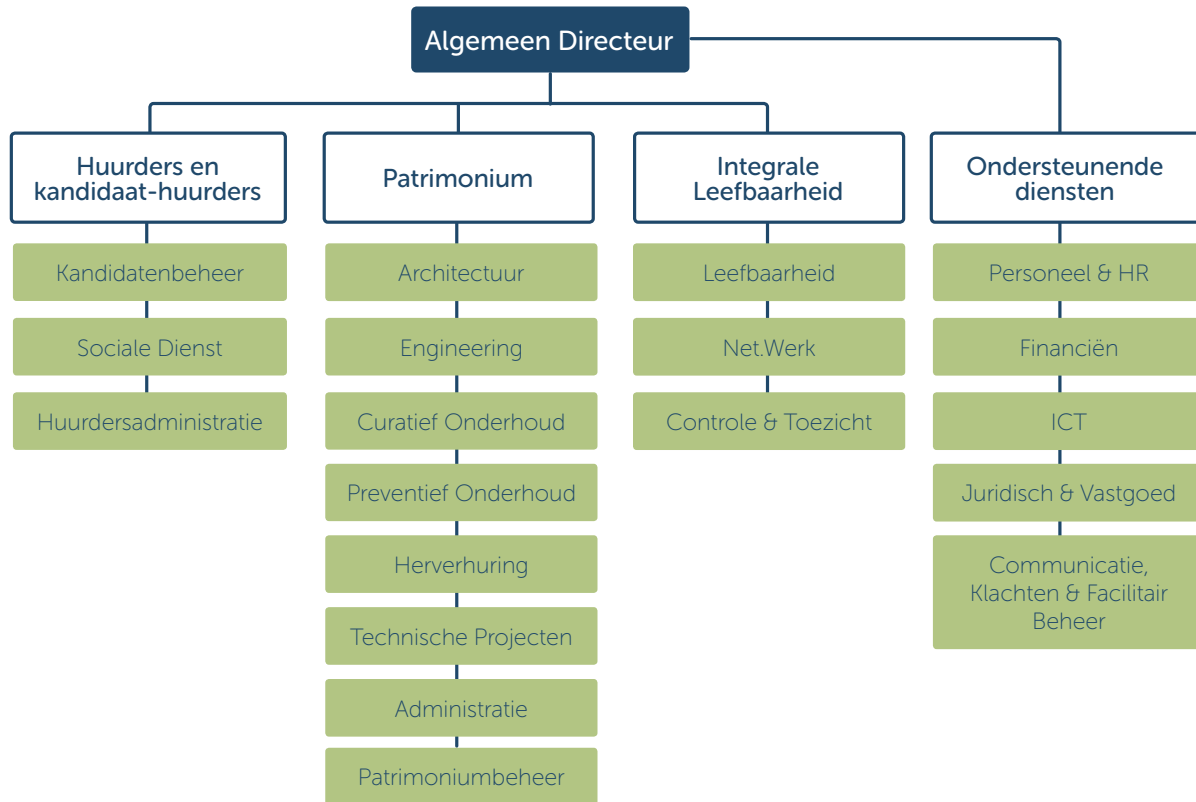 Algemeen Directeur
Huurders en
kandidaat-huurders
Kandidatenbeheer
Sociale Dienst
Huurdersadministratie
Patrimonium
Architectuur
Engineering
Curatief Onderhoud
Preventief Onderhoud
Herverhuring
Technische Projecten
Administratie
Patrimoniumbeheer
Integrale
Leefbaarheid
Leefbaarheid
Net.Werk
Controle & Toezicht
Ondersteunende
diensten
Personeel & HR
Financiën
ICT
Juridisch & Vastgoed
Communicatie,
Klachten & Facilitair
Beheer